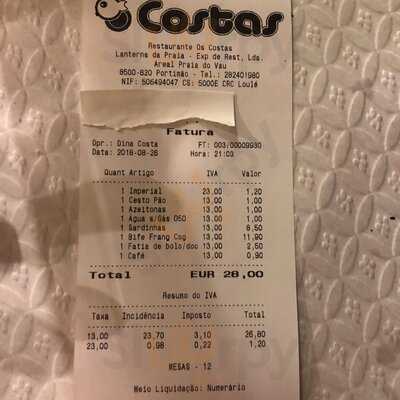 Costas
Restaurante Os Costas
Lanterna da Praia - Exp de Rest, Lda.
Areal Praia do Vau
8500-820 Portimão - Tel.: 282401980
NIF: 506494047 CS: 5000E CRC Loulé
Fatura
Opr.: Dina Costa FT: 003/00009930
Data: 2018-08-26 Hora: 21:03
Quant Artigo IVA Valor
1 Imperial 23,00 1,20
1 Cesto Pão 13,00 1,00
1 Azeitonas 13,00 1,00
1 Agua s/Gás 050 13,00 1,00
1 Sardinhas 13,00 8,50
1 Bife Frang Cog 13,00 11,90
1 Fatia de bolo/doo 13,00 2,50
1 Café 13,00 0,90
Total EUR 28,00
Resumo do IVA
Taxa Incidência Imposto Total
13,00 23,70 3,10 26,80
23,00 0,98 0,22 1,20
MESAS - 12
Meio Liquidação: Numerário